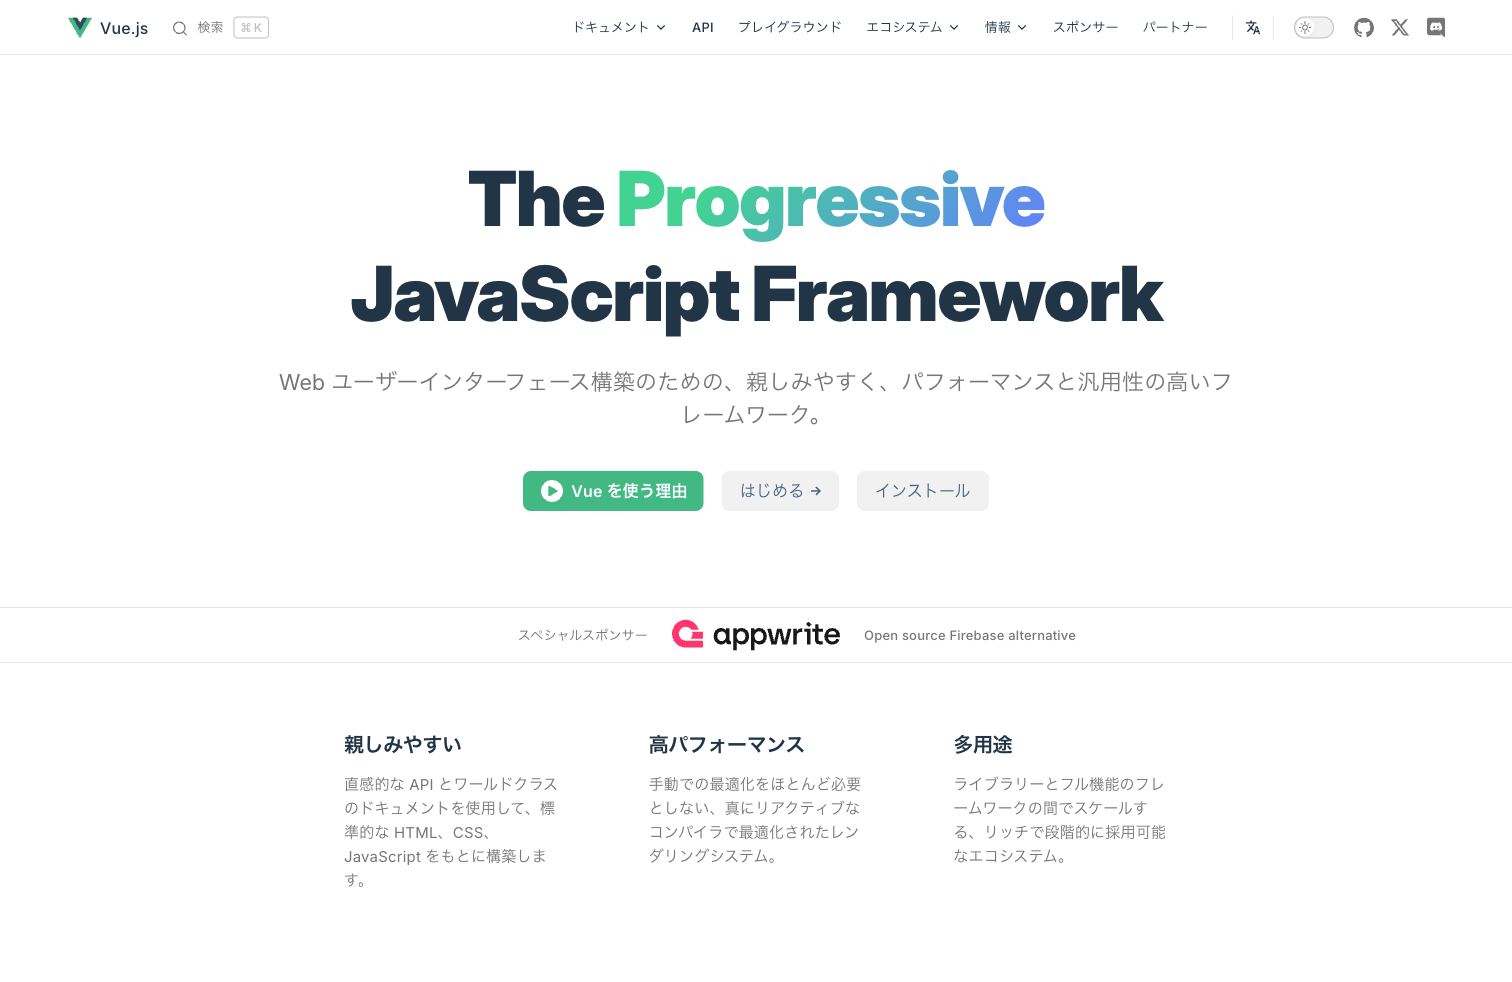 Vue.js 検索 ⌘ K ドキュメント API プレイグラウンド エコシステム 情報 スポンサー パートナー
The Progressive
JavaScript Framework
Web ユーザーインターフェース構築のための、親しみやすく、パフォーマンスと汎用性の高いフ
レームワーク。
Vue を使う理由 はじめる → インストール
スペシャルスポンサー appwrite Open source Firebase alternative
親しみやすい
直感的な API とワールドクラス
のドキュメントを使用して、標
準的な HTML、CSS、
JavaScript をもとに構築しま
す。
高パフォーマンス
手動での最適化をほとんど必要
としない、真にリアクティブな
コンパイラで最適化されたレン
ダリングシステム。
多用途
ライブラリーとフル機能のフレ
ームワークの間でスケールす
る、リッチで段階的に採用可能
なエコシステム。